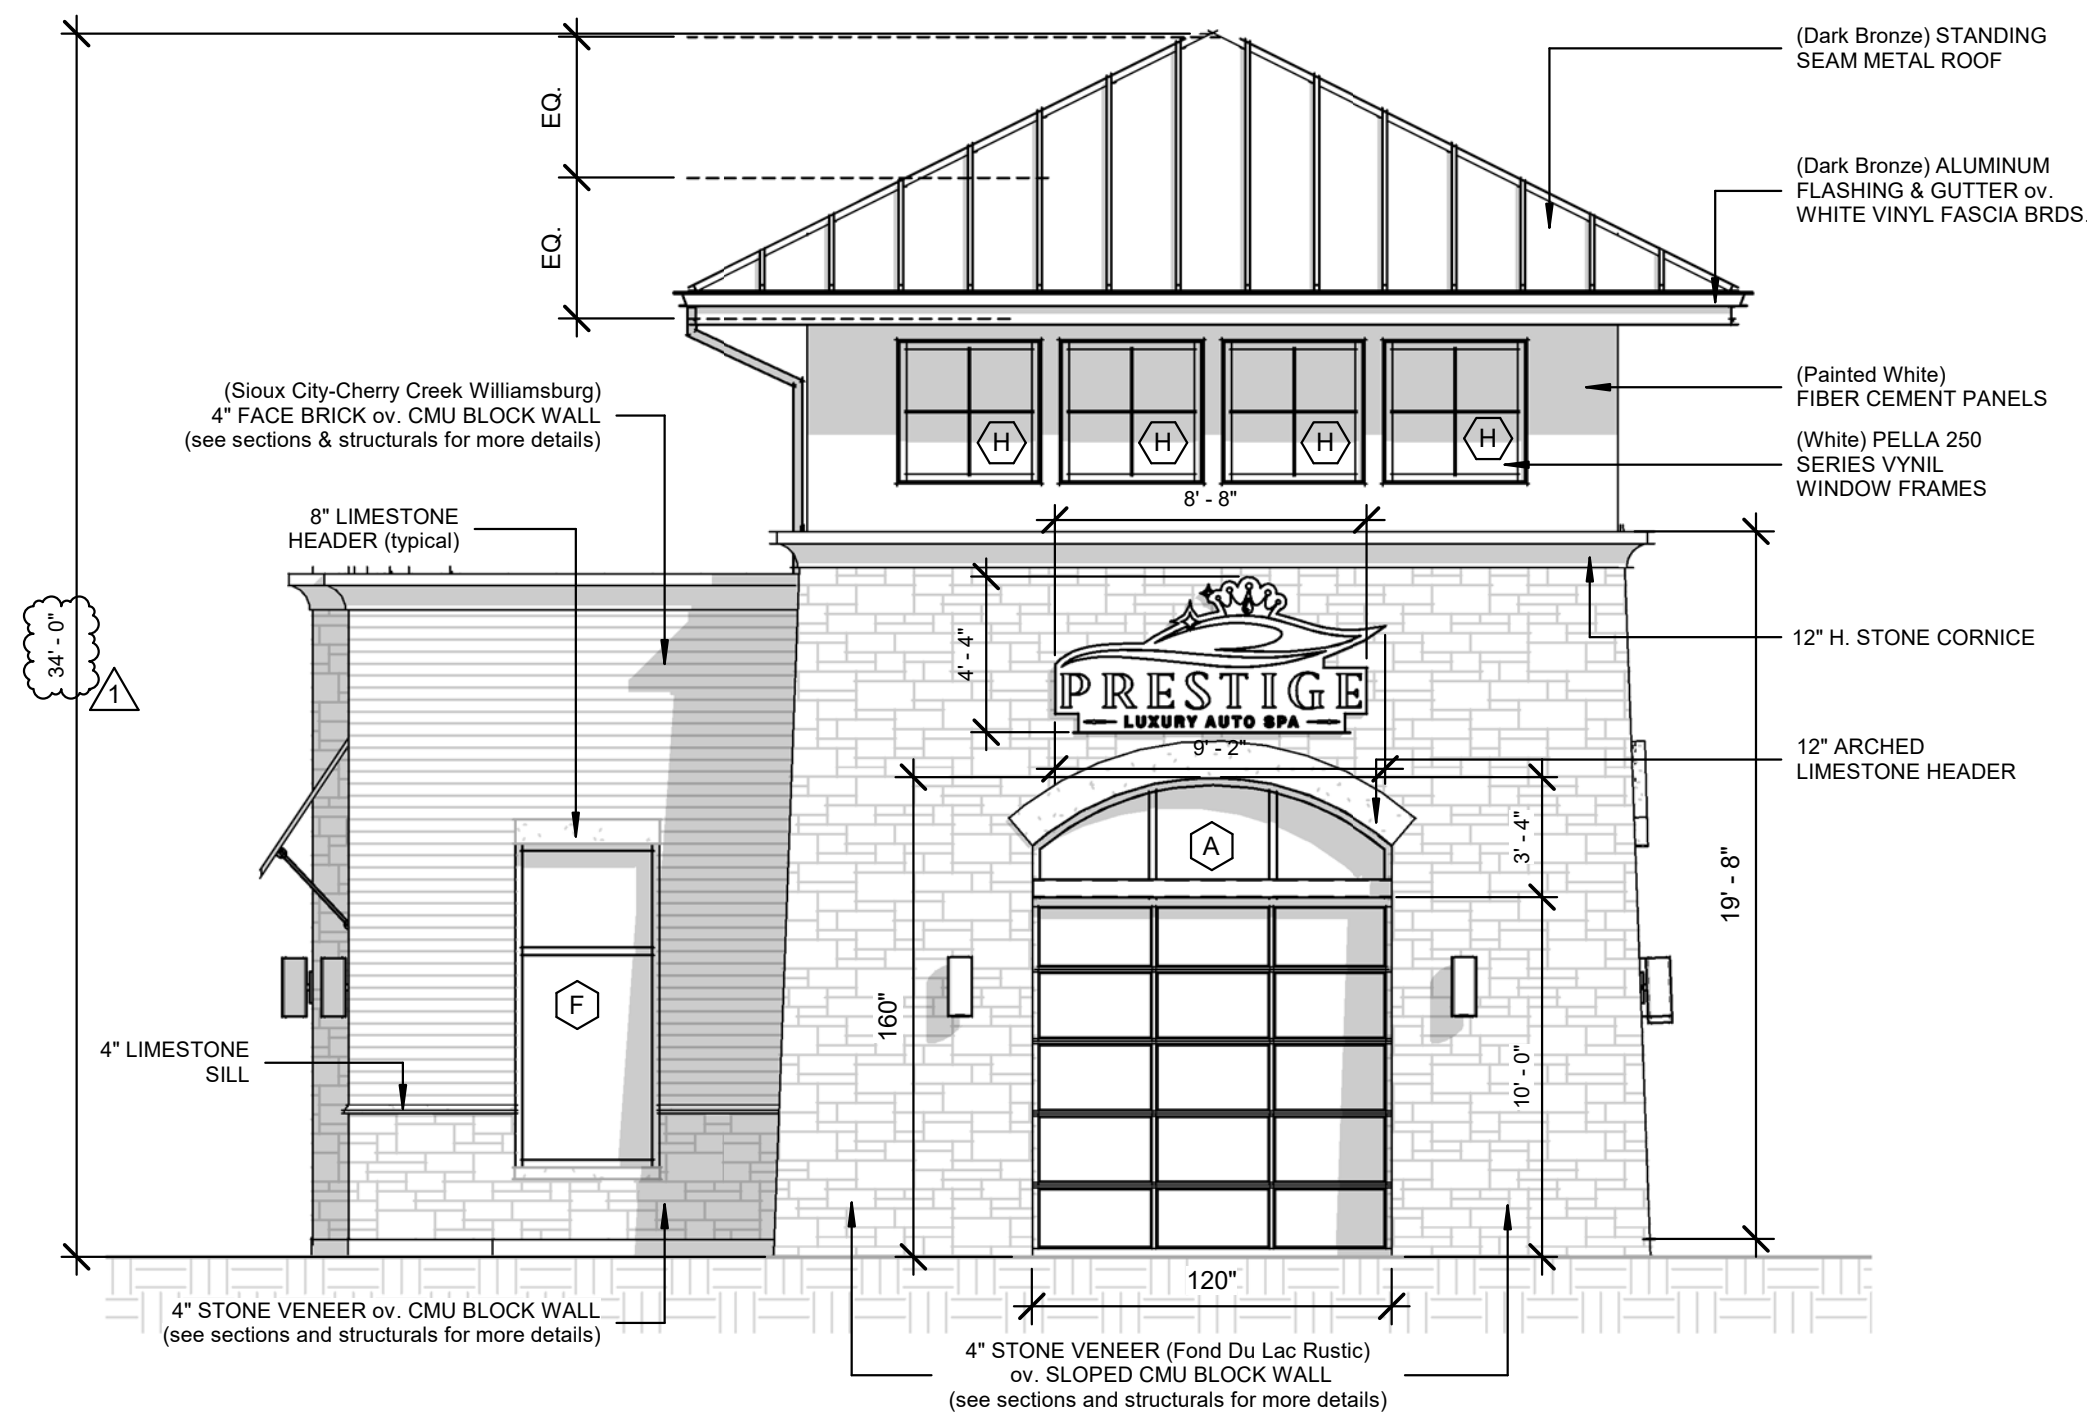 (Dark Bronze) STANDING
SEAM METAL ROOF
EQ.
(Dark Bronze) ALUMINUM
FLASHING & GUTTER ov.
WHITE VINYL FASCIA BRDS.
EQ.
(Painted White)
FIBER CEMENT PANELS
(Sioux City-Cherry Creek Williamsburg)
4" FACE BRICK ov. CMU BLOCK WALL
(see sections & structurals for more details)
H
H
H
H
(White) PELLA 250
SERIES VYNIL
WINDOW FRAMES
8' - 8"
8" LIMESTONE
HEADER (typical)
34' - 0"
1
4' - 4"
PRESTIGE
LUXURY AUTO SPA
12" H. STONE CORNICE
9' - 2"
12" ARCHED
LIMESTONE HEADER
A
3' - 4"
19' - 8"
F
160"
10' - 0"
4" LIMESTONE
SILL
120"
4" STONE VENEER ov. CMU BLOCK WALL
(see sections and structurals for more details)
4" STONE VENEER (Fond Du Lac Rustic)
ov. SLOPED CMU BLOCK WALL
(see sections and structurals for more details)